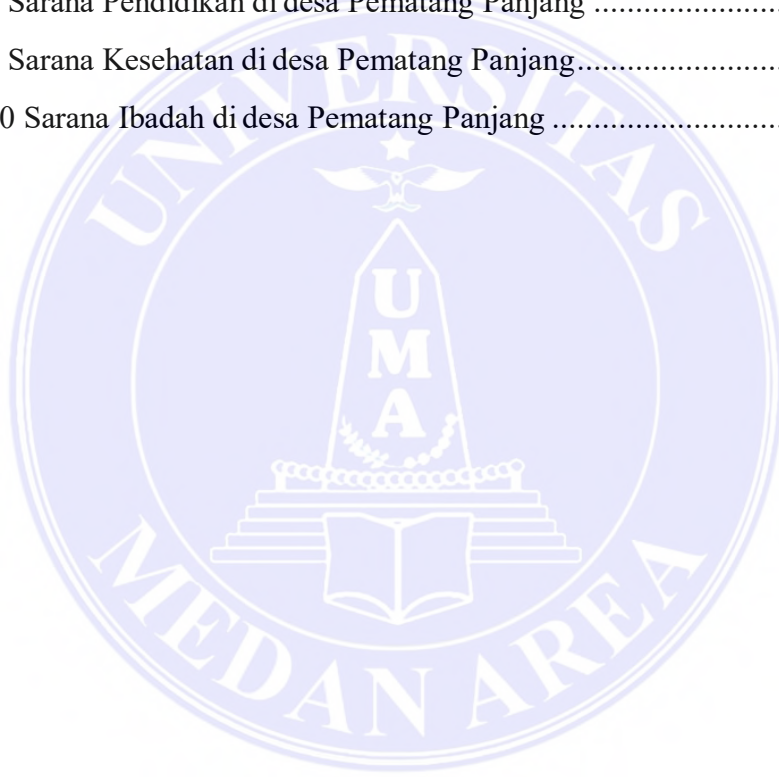 Sarana Pendidikan di desa Pematang Panjang ......................
Sarana Kesehatan di desa Pematang Panjang........................
0 Sarana Ibadah di desa Pematang Panjang ...........................
UNIVERSITAS
UMA
MEDAN AREA